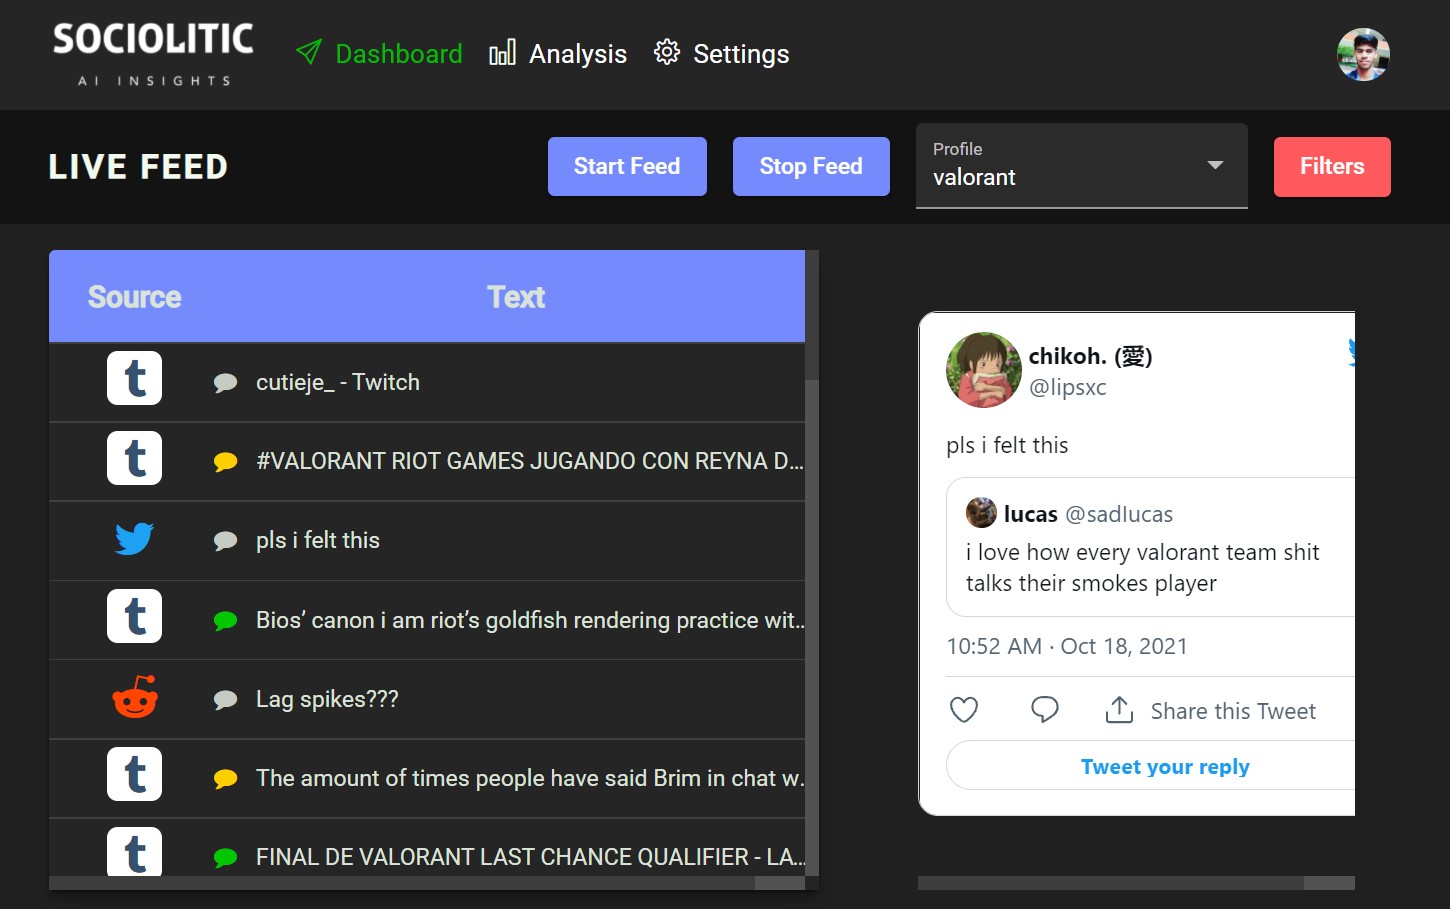 SOCIOLITIC
AI INSIGHTS
Dashboard
Analysis
Settings
LIVE FEED
Start Feed
Stop Feed
Profile
valorant
Filters
Source
Text
t
cutieje_ - Twitch
t
#VALORANT RIOT GAMES JUGANDO CON REYNA D...
pls i felt this
t
Bios’ canon i am riot’s goldfish rendering practice wit...
Lag spikes???
t
The amount of times people have said Brim in chat w...
t
FINAL DE VALORANT LAST CHANCE QUALIFIER - LA...
chikoh. (愛)
@lipsxc
pls i felt this
lucas @sadlucas
i love how every valorant team shit
talks their smokes player
10:52 AM · Oct 18, 2021
Share this Tweet
Tweet your reply